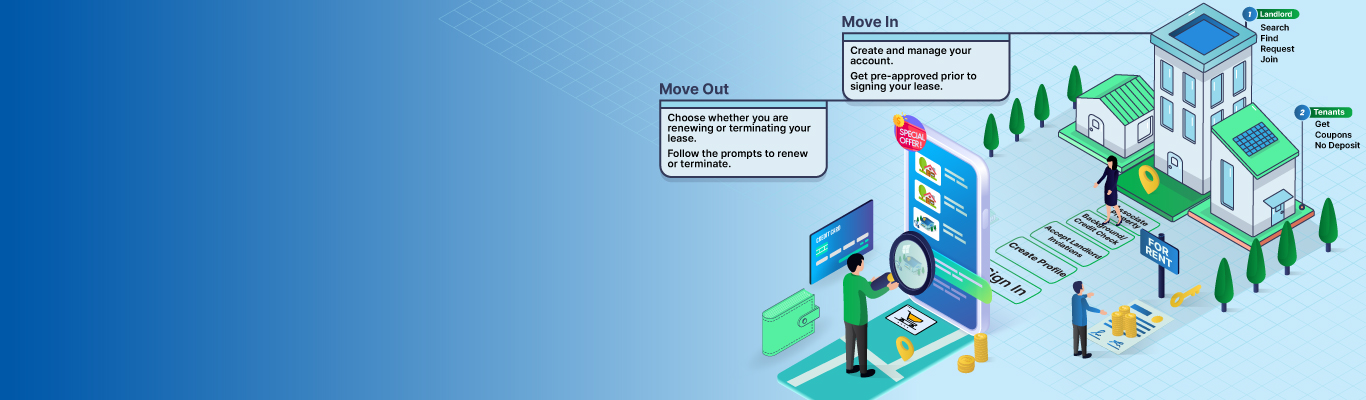 Move In
Create and manage your
account.
Get pre-approved prior to
signing your lease.
Move Out
Choose whether you are
renewing or terminating your
lease.
Follow the prompts to renew
or terminate.
1 Landlord
Search
Find
Request
Join
2 Tenants
Get
Coupons
No Deposit
SPECIAL
OFFER!
CREDIT CARD
Associate
Property
Background/
Credit Check
Accept Landlord
Inviations
Create Profile
Sign In
FOR
RENT